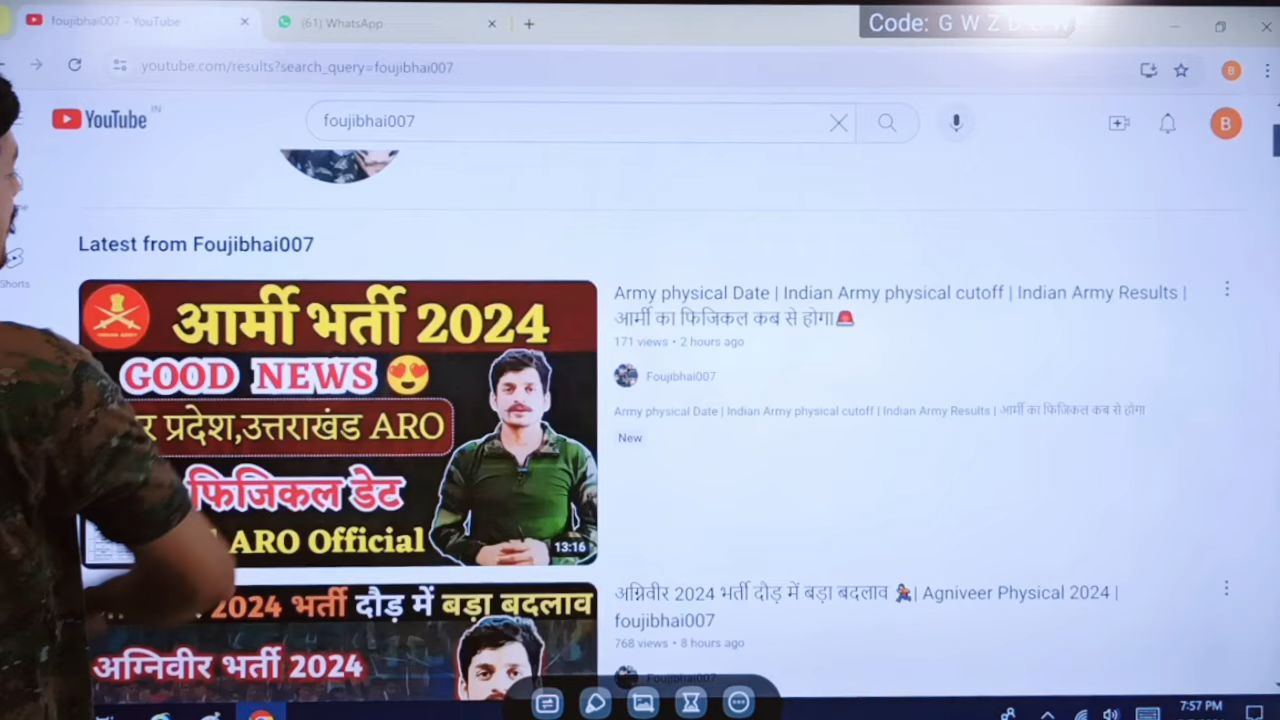 foujibhai007 - YouTube
(61) WhatsApp
Code: G W Z
youtube.com/results?search_query=foujibhai007
B
YouTube IN
foujibhai007
B
Shorts
Latest from Foujibhai007
आर्मी भर्ती 2024
GOOD NEWS
प्रदेश,उत्तराखंड ARO
फिजिकल डेट
ARO Official
13:16
Army physical Date | Indian Army physical cutoff | Indian Army Results |
आर्मी का फिजिकल कब से होगा
171 views • 2 hours ago
Foujibhai007
Army physical Date | Indian Army physical cutoff | Indian Army Results | आर्मी का फिजिकल कब से होगा
New
2024 भर्ती दौड़ में बड़ा बदलाव
अग्निवीर भर्ती 2024
अग्निवीर 2024 भर्ती दौड़ में बड़ा बदलाव | Agniveer Physical 2024 |
foujibhai007
768 views • 8 hours ago
Foujibhai007
7:57 PM